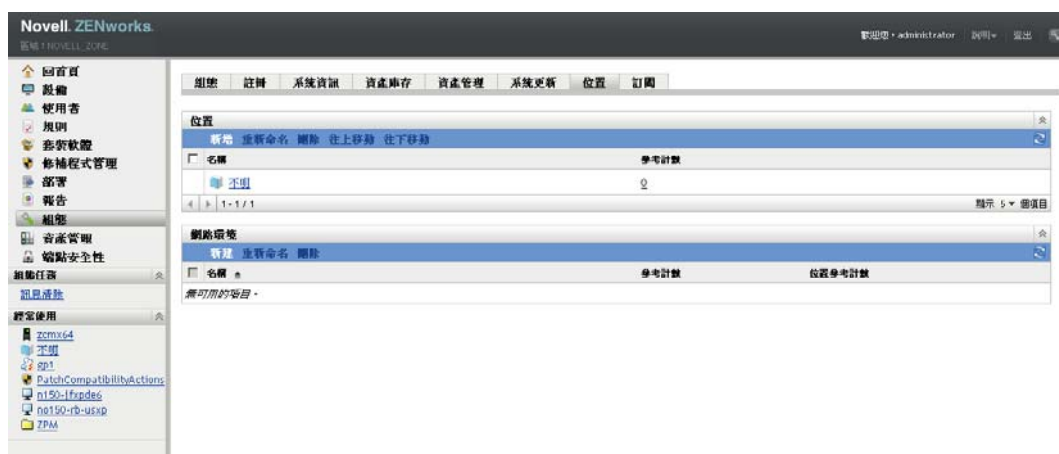 Novell. ZENworks.
區域：NOVELL_ZONE
歡迎您，administrator 說明 登出
回首頁
設備
使用者
規則
套裝軟體
修補程式管理
部署
報告
組態
資產管理
端點安全性
組態任務
訊息清除
經常使用
zcmx64
不明
gp1
PatchCompatibilityActions
n150-lfxpde6
no150-rb-usxp
ZPM
組態 註冊 系統資訊 資產庫存 資產管理 系統更新 位置 訂閱
位置
新增 重新命名 刪除 往上移動 往下移動
名稱 參考計數
不明 0
1 - 1 / 1 顯示 5 個項目
網路環境
新建 重新命名 刪除
名稱 參考計數 位置參考計數
無可用的項目。